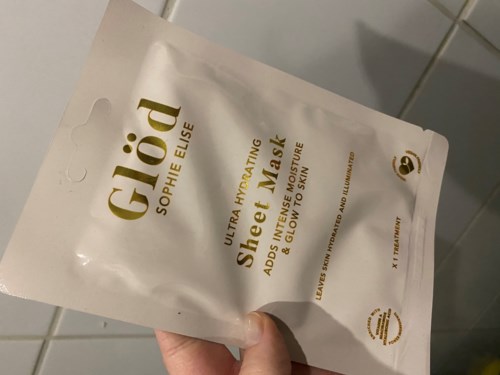 Glöd
SOPHIE ELISE
ULTRA HYDRATING
Sheet Mask
ADDS INTENSE MOISTURE
& GLOW TO SKIN
LEAVES SKIN HYDRATED AND ILLUMINATED
X 1 TREATMENT